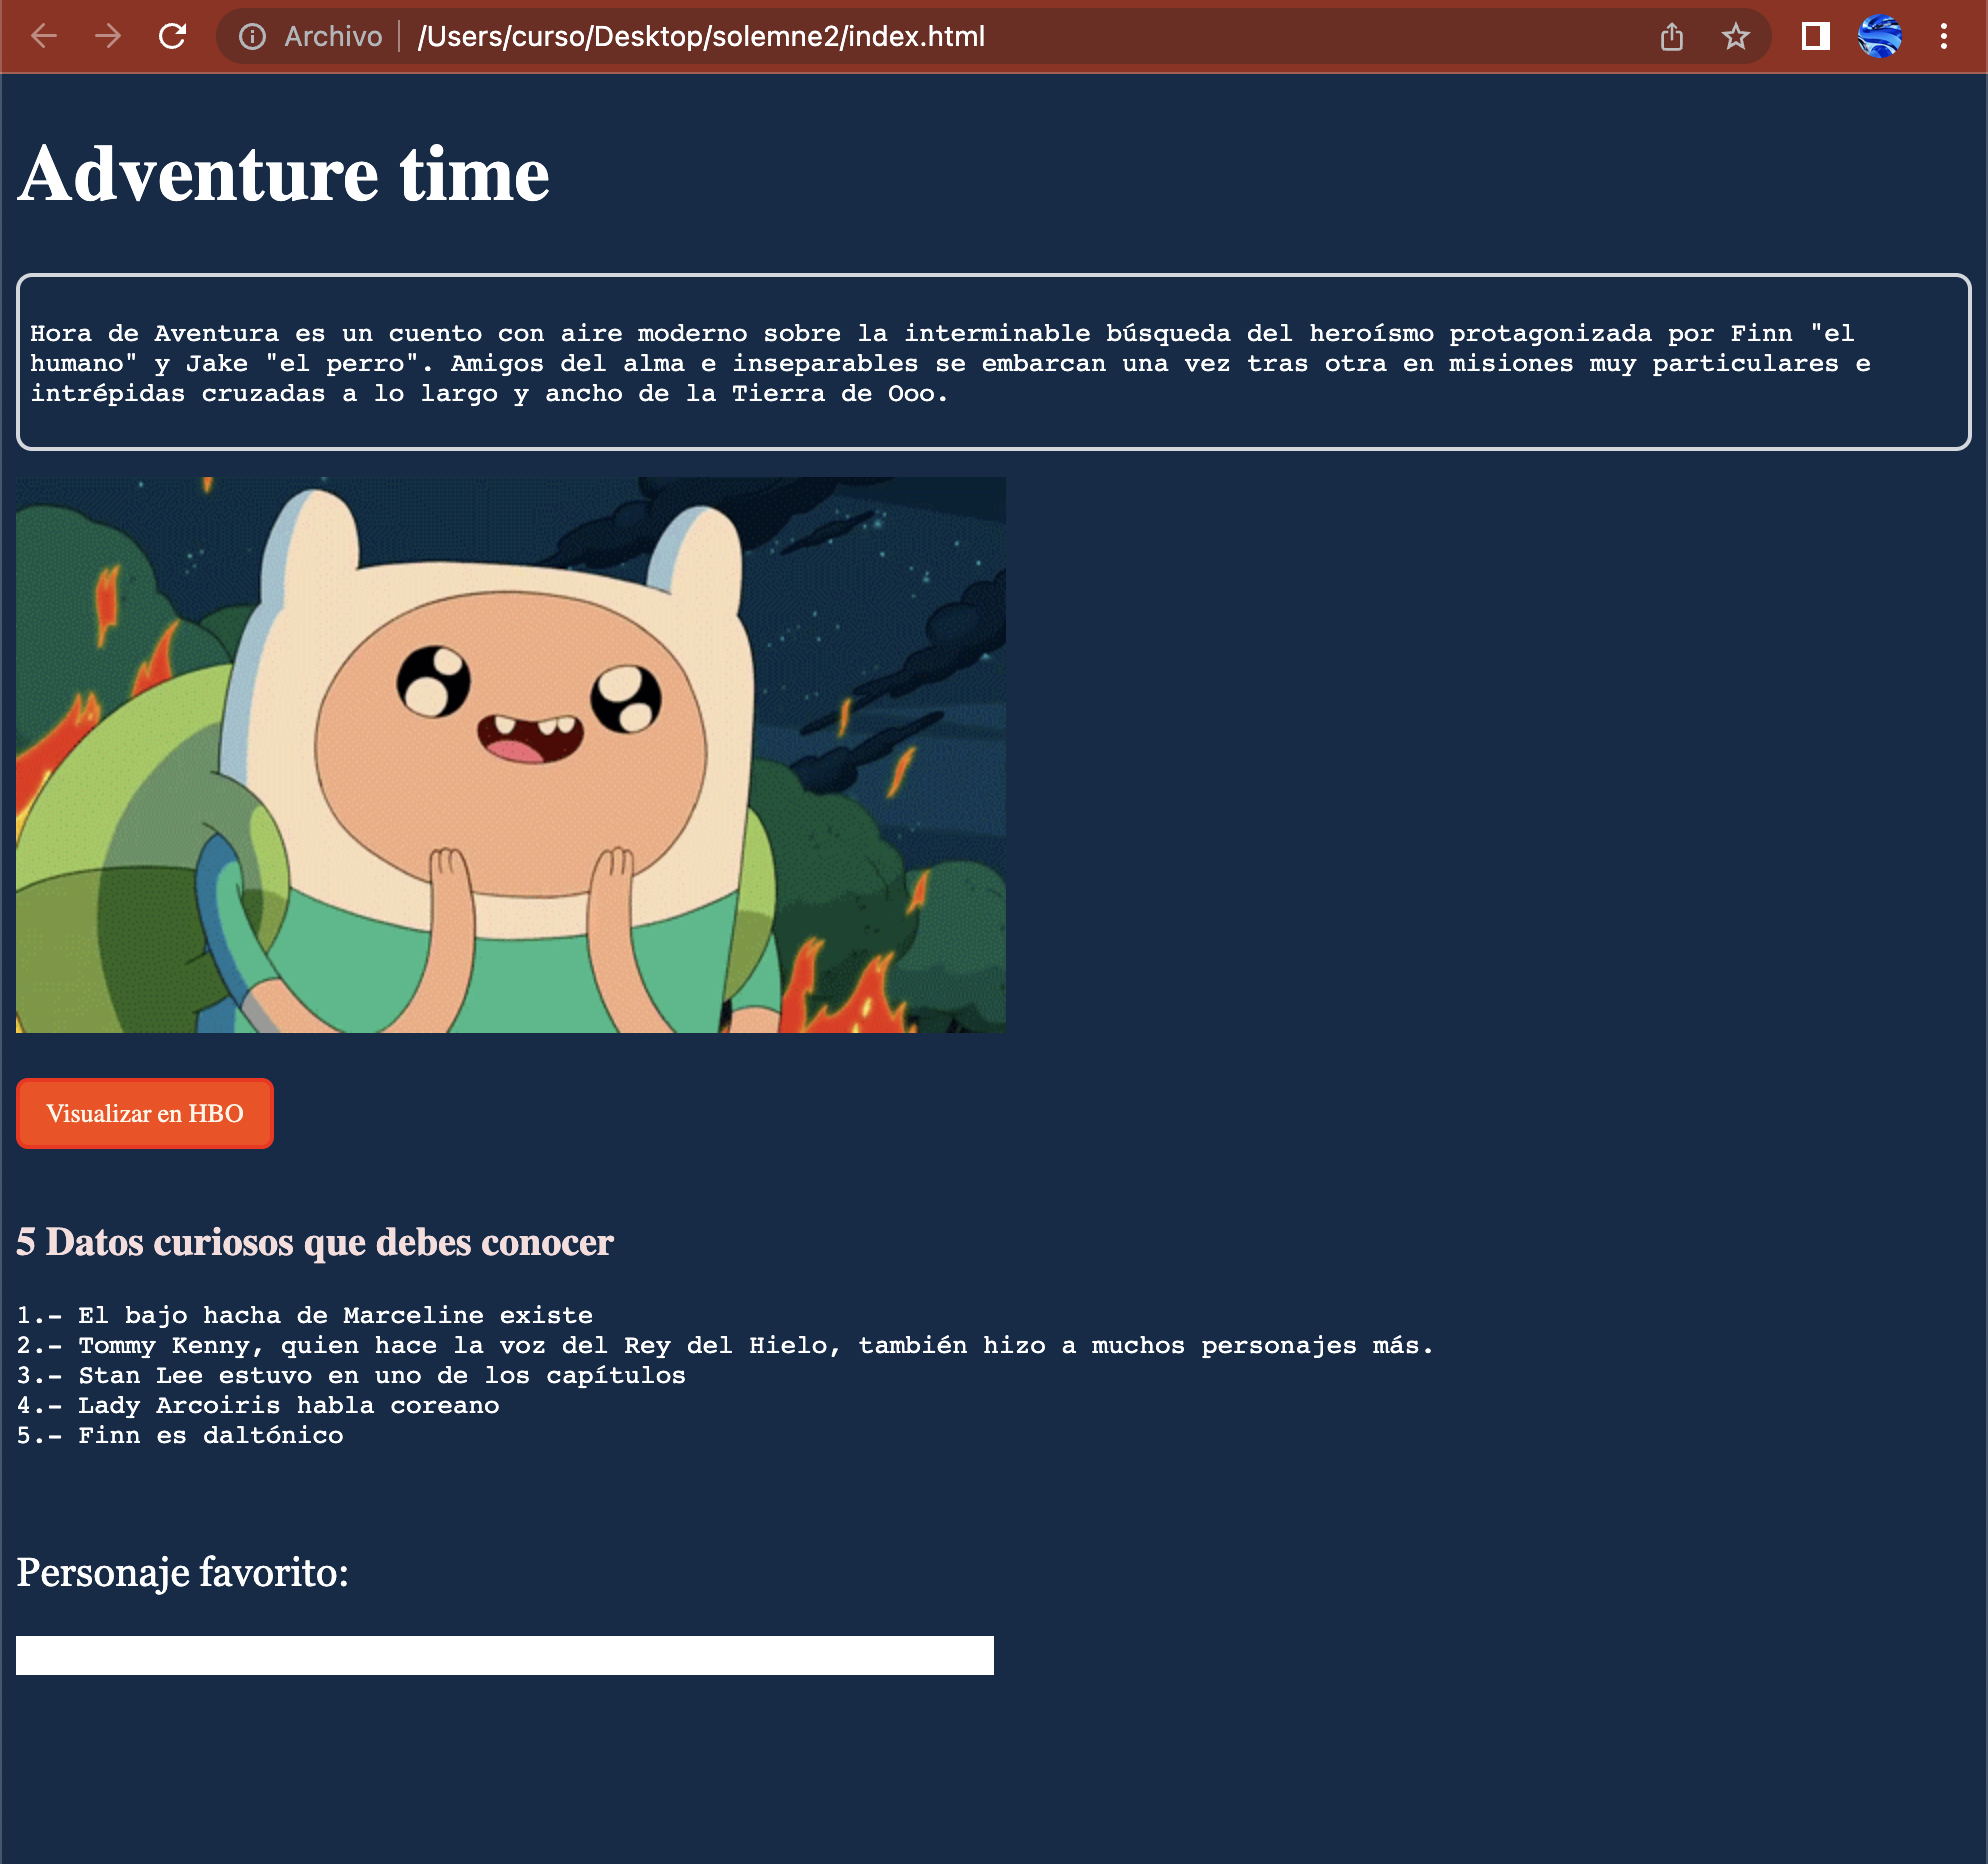 Archivo
/Users/curso/Desktop/solemne2/index.html
Adventure time
Hora de Aventura es un cuento con aire moderno sobre la interminable búsqueda del heroísmo protagonizada por Finn "el
humano" y Jake "el perro". Amigos del alma e inseparables se embarcan una vez tras otra en misiones muy particulares e
intrépidas cruzadas a lo largo y ancho de la Tierra de Ooo.
Visualizar en HBO
5 Datos curiosos que debes conocer
1.- El bajo hacha de Marceline existe
2.- Tommy Kenny, quien hace la voz del Rey del Hielo, también hizo a muchos personajes más.
3.- Stan Lee estuvo en uno de los capítulos
4.- Lady Arcoiris habla coreano
5.- Finn es daltónico
Personaje favorito: